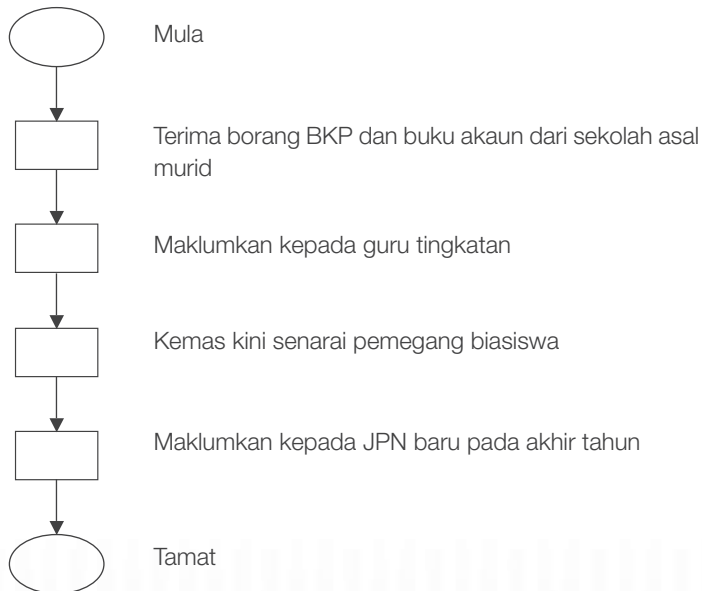 Mula
Terima borang BKP dan buku akaun dari sekolah asal
murid
Maklumkan kepada guru tingkatan
Kemas kini senarai pemegang biasiswa
Maklumkan kepada JPN baru pada akhir tahun
Tamat